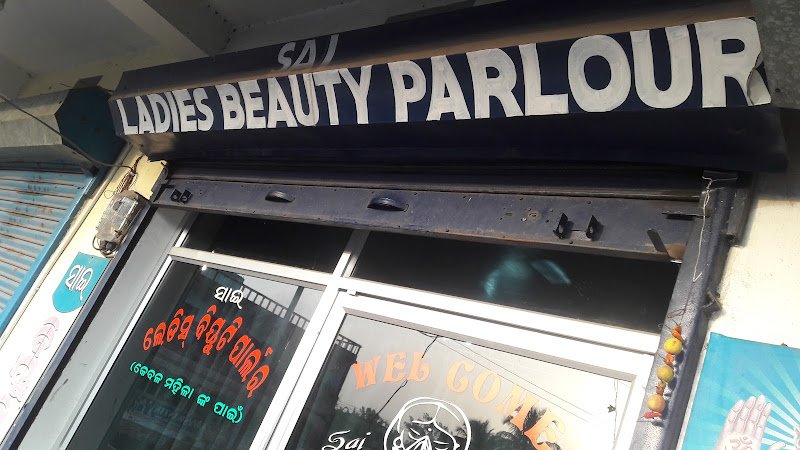 SAI
LADIES BEAUTY PARLOUR
ସାଇ
ସାଇ
ଲେଡିସ୍ ବିଯୁଟି ପାର୍ଲର
(କେବଳ ମହିଳା ଙ୍କ ପାଇଁ)
WEL COME
Sai